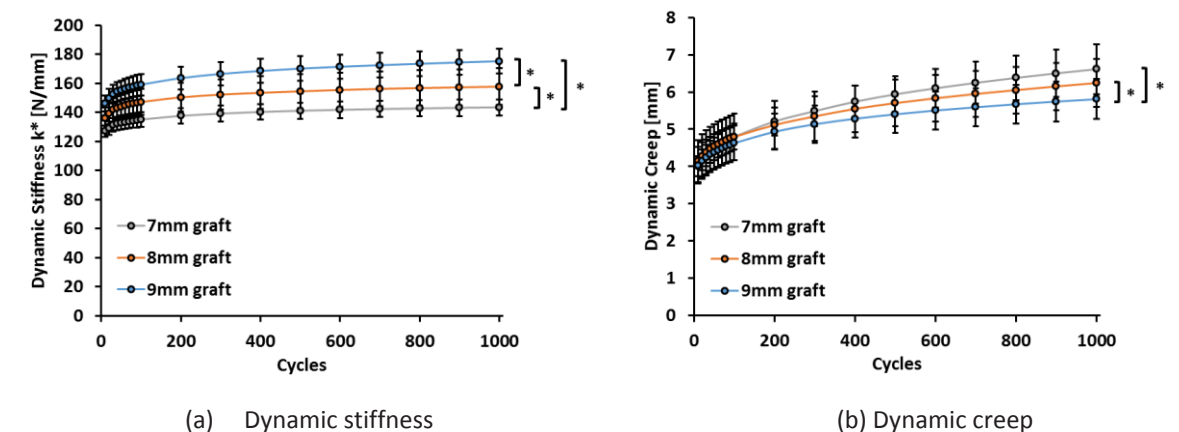 Dynamic Stiffness k* [N/mm]
200
180
160
140
120
100
80
60
40
20
0
7mm graft
8mm graft
9mm graft
*
*
*
0 200 400 600 800 1000
Cycles
(a) Dynamic stiffness
Dynamic Creep [mm]
8
7
6
5
4
3
2
1
0
7mm graft
8mm graft
9mm graft
*
*
0 200 400 600 800 1000
Cycles
(b) Dynamic creep